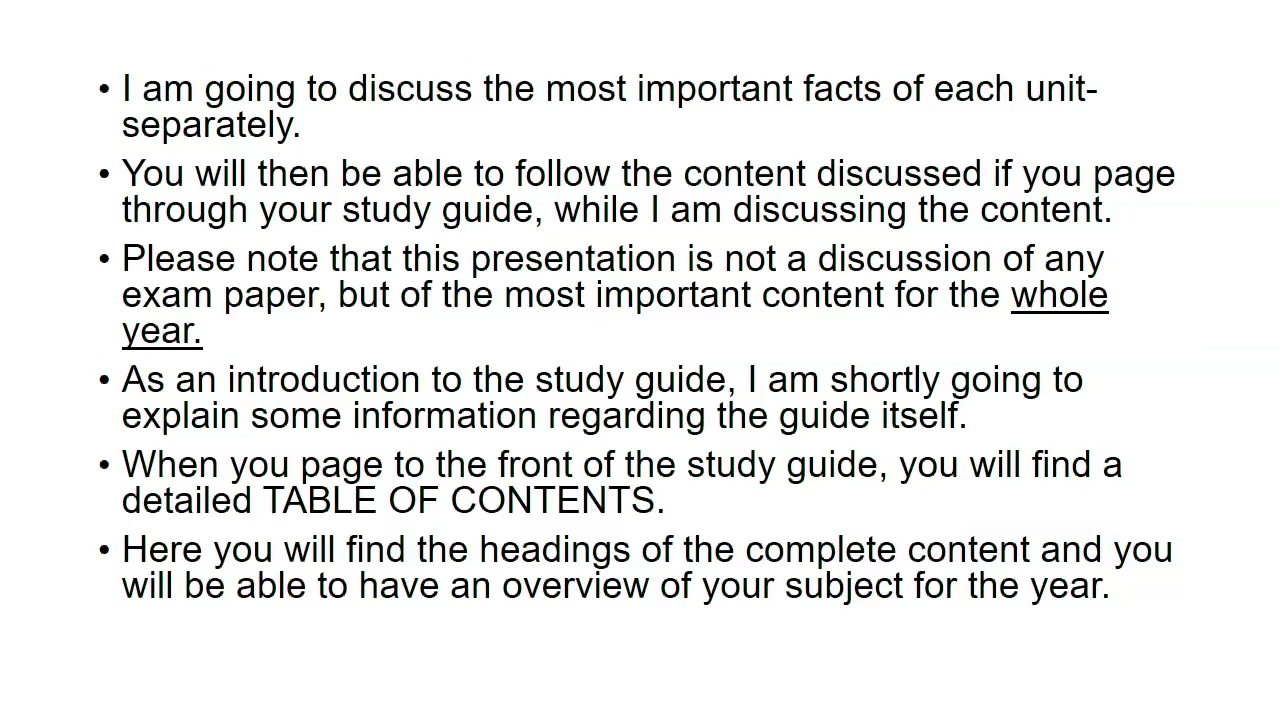 • I am going to discuss the most important facts of each unit-
separately.
• You will then be able to follow the content discussed if you page
through your study guide, while I am discussing the content.
• Please note that this presentation is not a discussion of any
exam paper, but of the most important content for the whole
year.
• As an introduction to the study guide, I am shortly going to
explain some information regarding the guide itself.
• When you page to the front of the study guide, you will find a
detailed TABLE OF CONTENTS.
• Here you will find the headings of the complete content and you
will be able to have an overview of your subject for the year.